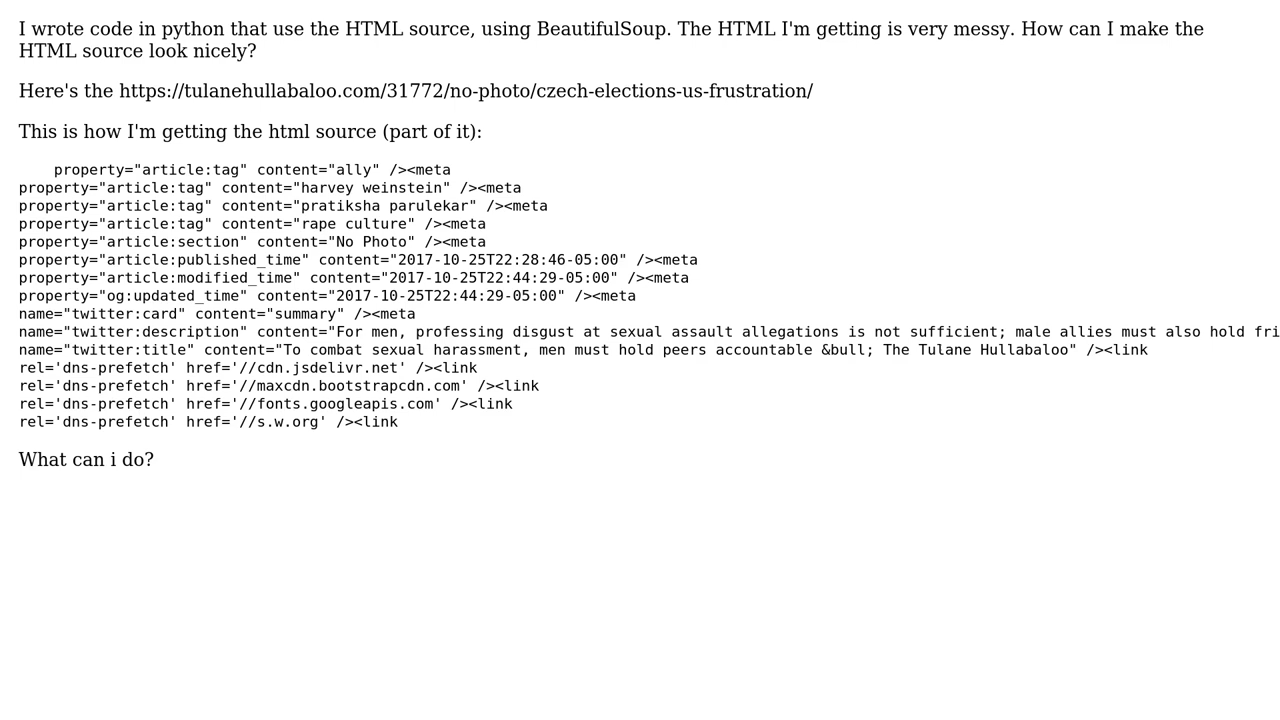 I wrote code in python that use the HTML source, using BeautifulSoup. The HTML I'm getting is very messy. How can I make the
HTML source look nicely?
Here's the https://tulanehullabaloo.com/31772/no-photo/czech-elections-us-frustration/
This is how I'm getting the html source (part of it):
property="article:tag" content="ally" /><meta
property="article:tag" content="harvey weinstein" /><meta
property="article:tag" content="pratiksha parulekar" /><meta
property="article:tag" content="rape culture" /><meta
property="article:section" content="No Photo" /><meta
property="article:published_time" content="2017-10-25T22:28:46-05:00" /><meta
property="article:modified_time" content="2017-10-25T22:44:29-05:00" /><meta
property="og:updated_time" content="2017-10-25T22:44:29-05:00" /><meta
name="twitter:card" content="summary" /><meta
name="twitter:description" content="For men, professing disgust at sexual assault allegations is not sufficient; male allies must also hold fri
name="twitter:title" content="To combat sexual harassment, men must hold peers accountable &bull; The Tulane Hullabaloo" /><link
rel='dns-prefetch' href='//cdn.jsdelivr.net' /><link
rel='dns-prefetch' href='//maxcdn.bootstrapcdn.com' /><link
rel='dns-prefetch' href='//fonts.googleapis.com' /><link
rel='dns-prefetch' href='//s.w.org' /><link
What can i do?